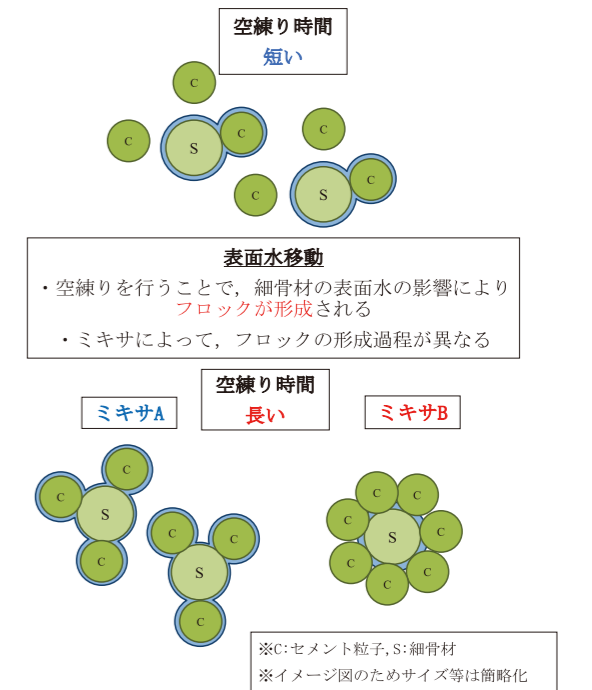 空練り時間
短い
C
C
C
S
C
C
C
S
表面水移動
・空練りを行うことで,細骨材の表面水の影響により
フロックが形成される
・ミキサによって,フロックの形成過程が異なる
空練り時間
長い
ミキサA
ミキサB
C
C
S
C
C
C
S
C
C
C
C
C
S
C
C
C
※C:セメント粒子,S:細骨材
※イメージ図のためサイズ等は簡略化